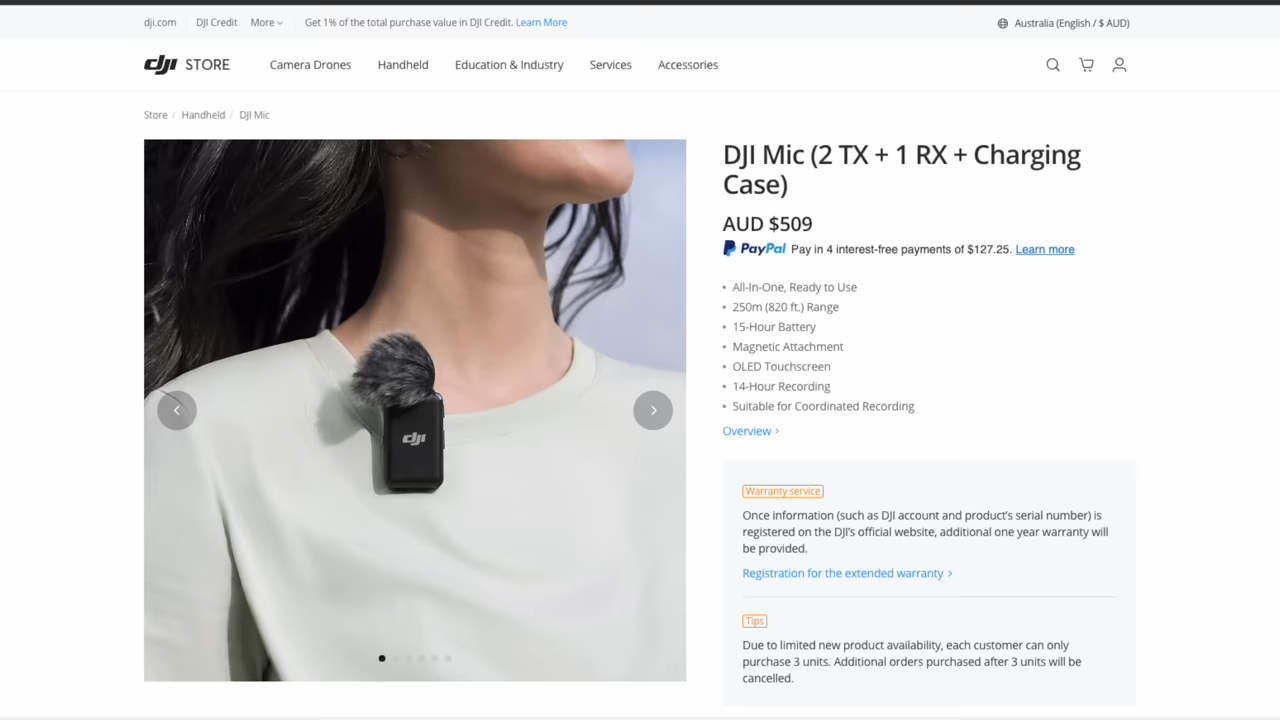 dji.com
DJI Credit
More
Get 1% of the total purchase value in DJI Credit. Learn More
Australia (English / $ AUD)
dji STORE
Camera Drones
Handheld
Education & Industry
Services
Accessories
Store / Handheld / DJI Mic
dji
DJI Mic (2 TX + 1 RX + Charging
Case)
AUD $509
PayPal Pay in 4 interest-free payments of $127.25. Learn more
• All-In-One, Ready to Use
• 250m (820 ft.) Range
• 15-Hour Battery
• Magnetic Attachment
• OLED Touchscreen
• 14-Hour Recording
• Suitable for Coordinated Recording
Overview >
Warranty service
Once information (such as DJI account and product's serial number) is
registered on the DJI's official website, additional one year warranty will
be provided.
Registration for the extended warranty >
Tips
Due to limited new product availability, each customer can only
purchase 3 units. Additional orders purchased after 3 units will be
cancelled.